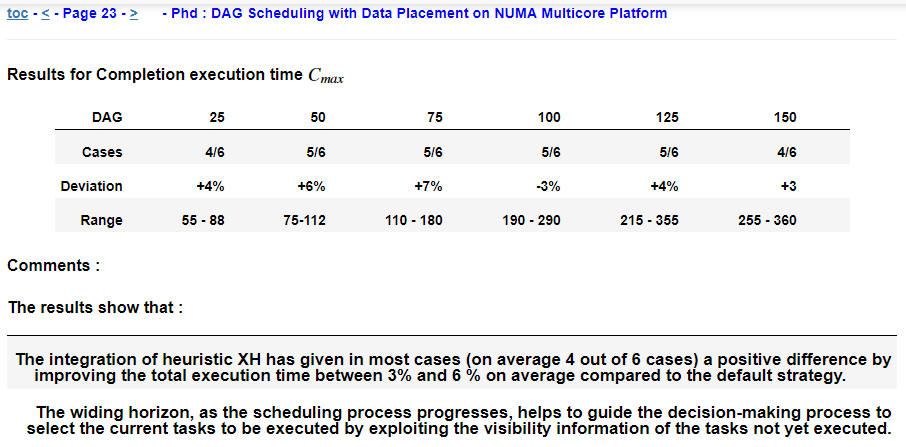 toc - < - Page 23 - > - Phd : DAG Scheduling with Data Placement on NUMA Multicore Platform
Results for Completion execution time Cmax
DAG 25 50 75 100 125 150
Cases 4/6 5/6 5/6 5/6 5/6 4/6
Deviation +4% +6% +7% -3% +4% +3
Range 55 - 88 75-112 110 - 180 190 - 290 215 - 355 255 - 360
Comments :
The results show that :
The integration of heuristic XH has given in most cases (on average 4 out of 6 cases) a positive difference by
improving the total execution time between 3% and 6 % on average compared to the default strategy.
The widing horizon, as the scheduling process progresses, helps to guide the decision-making process to
select the current tasks to be executed by exploiting the visibility information of the tasks not yet executed.